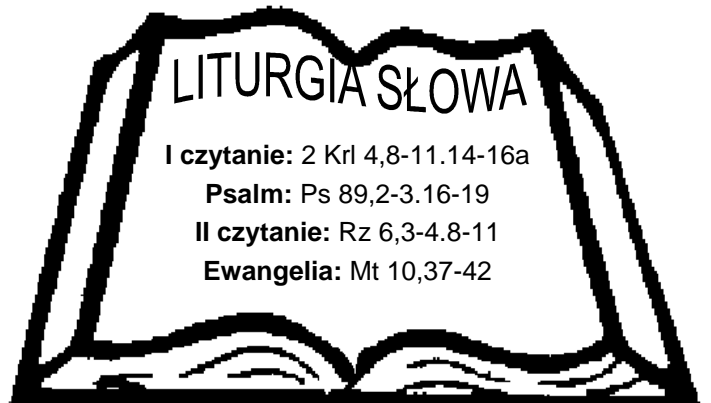 LITURGIA SŁOWA
I czytanie: 2 Krl 4,8-11.14-16a
Psalm: Ps 89,2-3.16-19
II czytanie: Rz 6,3-4.8-11
Ewangelia: Mt 10,37-42